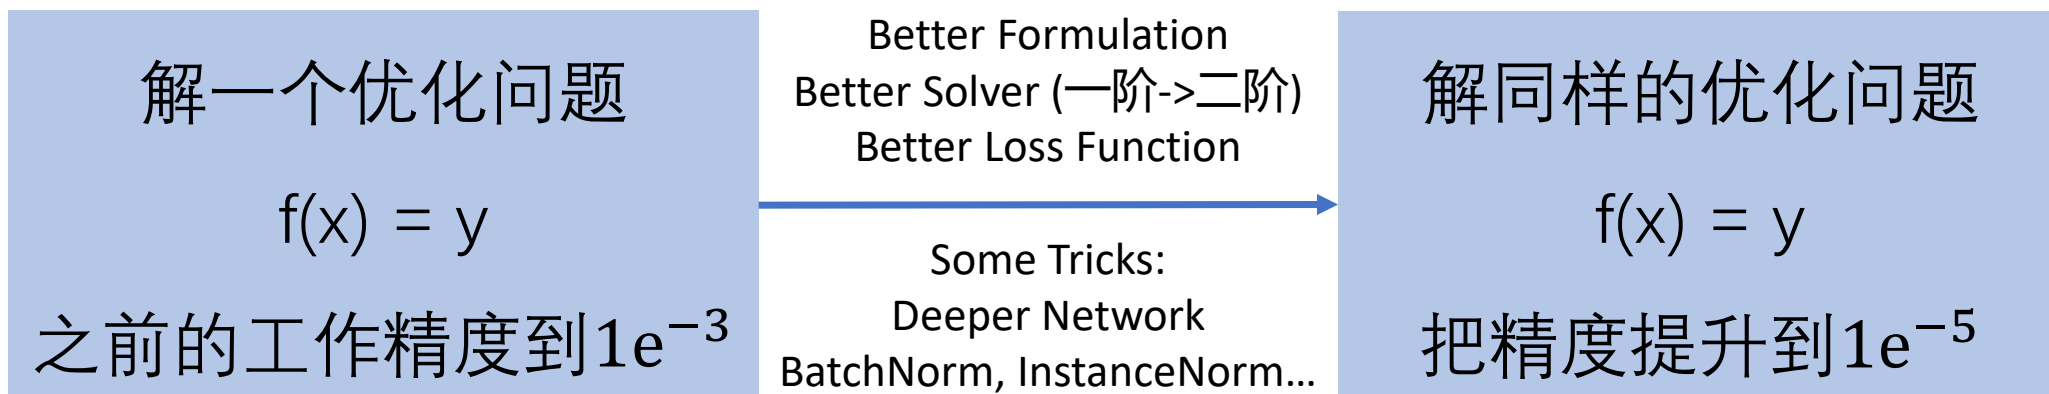 解一个优化问题
f(x) = y
之前的工作精度到1e⁻³
Better Formulation
Better Solver (一阶->二阶)
Better Loss Function
Some Tricks:
Deeper Network
BatchNorm, InstanceNorm...
解同样的优化问题
f(x) = y
把精度提升到1e⁻⁵